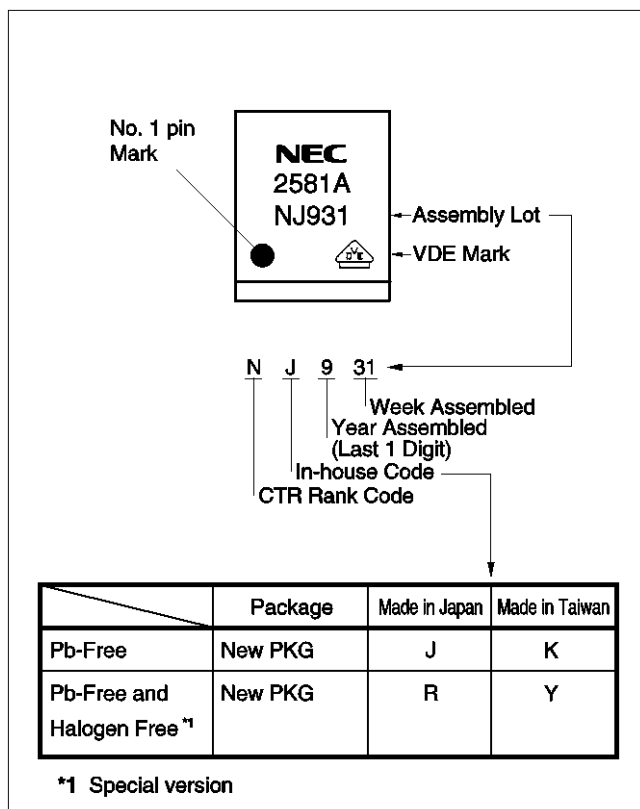 No. 1 pin
Mark
NEC
2581A
NJ931
Assembly Lot
DVE
VDE Mark
N J 9 31
Week Assembled
Year Assembled
(Last 1 Digit)
In-house Code
CTR Rank Code
Package Made in Japan Made in Taiwan
Pb-Free New PKG J K
Pb-Free and New PKG R Y
Halogen Free *1
*1 Special version